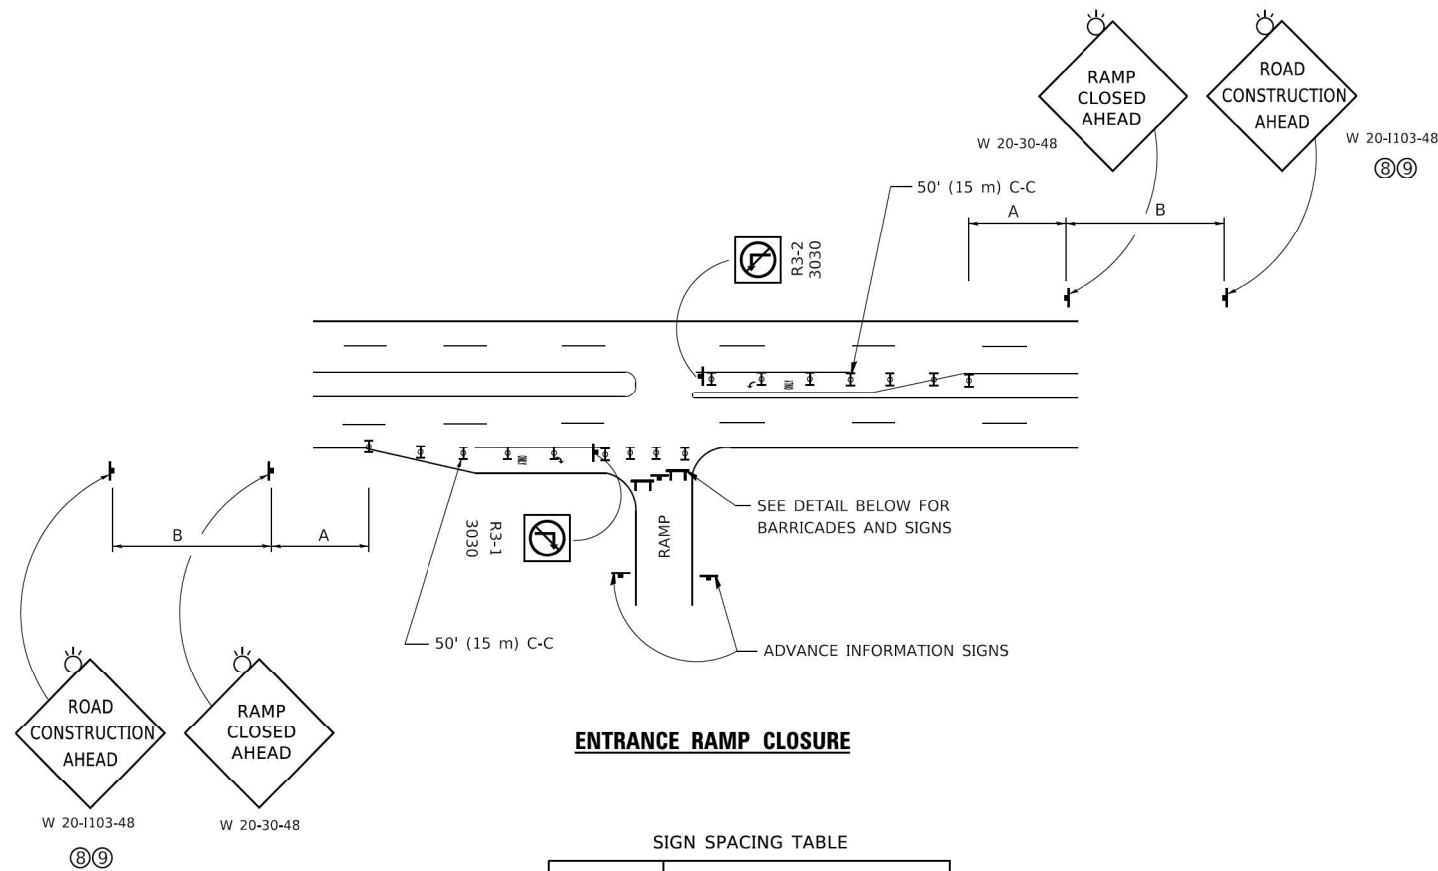 RAMP
CLOSED
AHEAD
W 20-30-48
ROAD
CONSTRUCTION
AHEAD
W 20-I103-48
⑧⑨
50' (15 m) C-C
A
B
R3-2
3030
SEE DETAIL BELOW FOR
BARRICADES AND SIGNS
RAMP
R3-1
3030
B
A
50' (15 m) C-C
ADVANCE INFORMATION SIGNS
ROAD
CONSTRUCTION
AHEAD
W 20-I103-48
⑧⑨
RAMP
CLOSED
AHEAD
W 20-30-48
ENTRANCE RAMP CLOSURE
SIGN SPACING TABLE